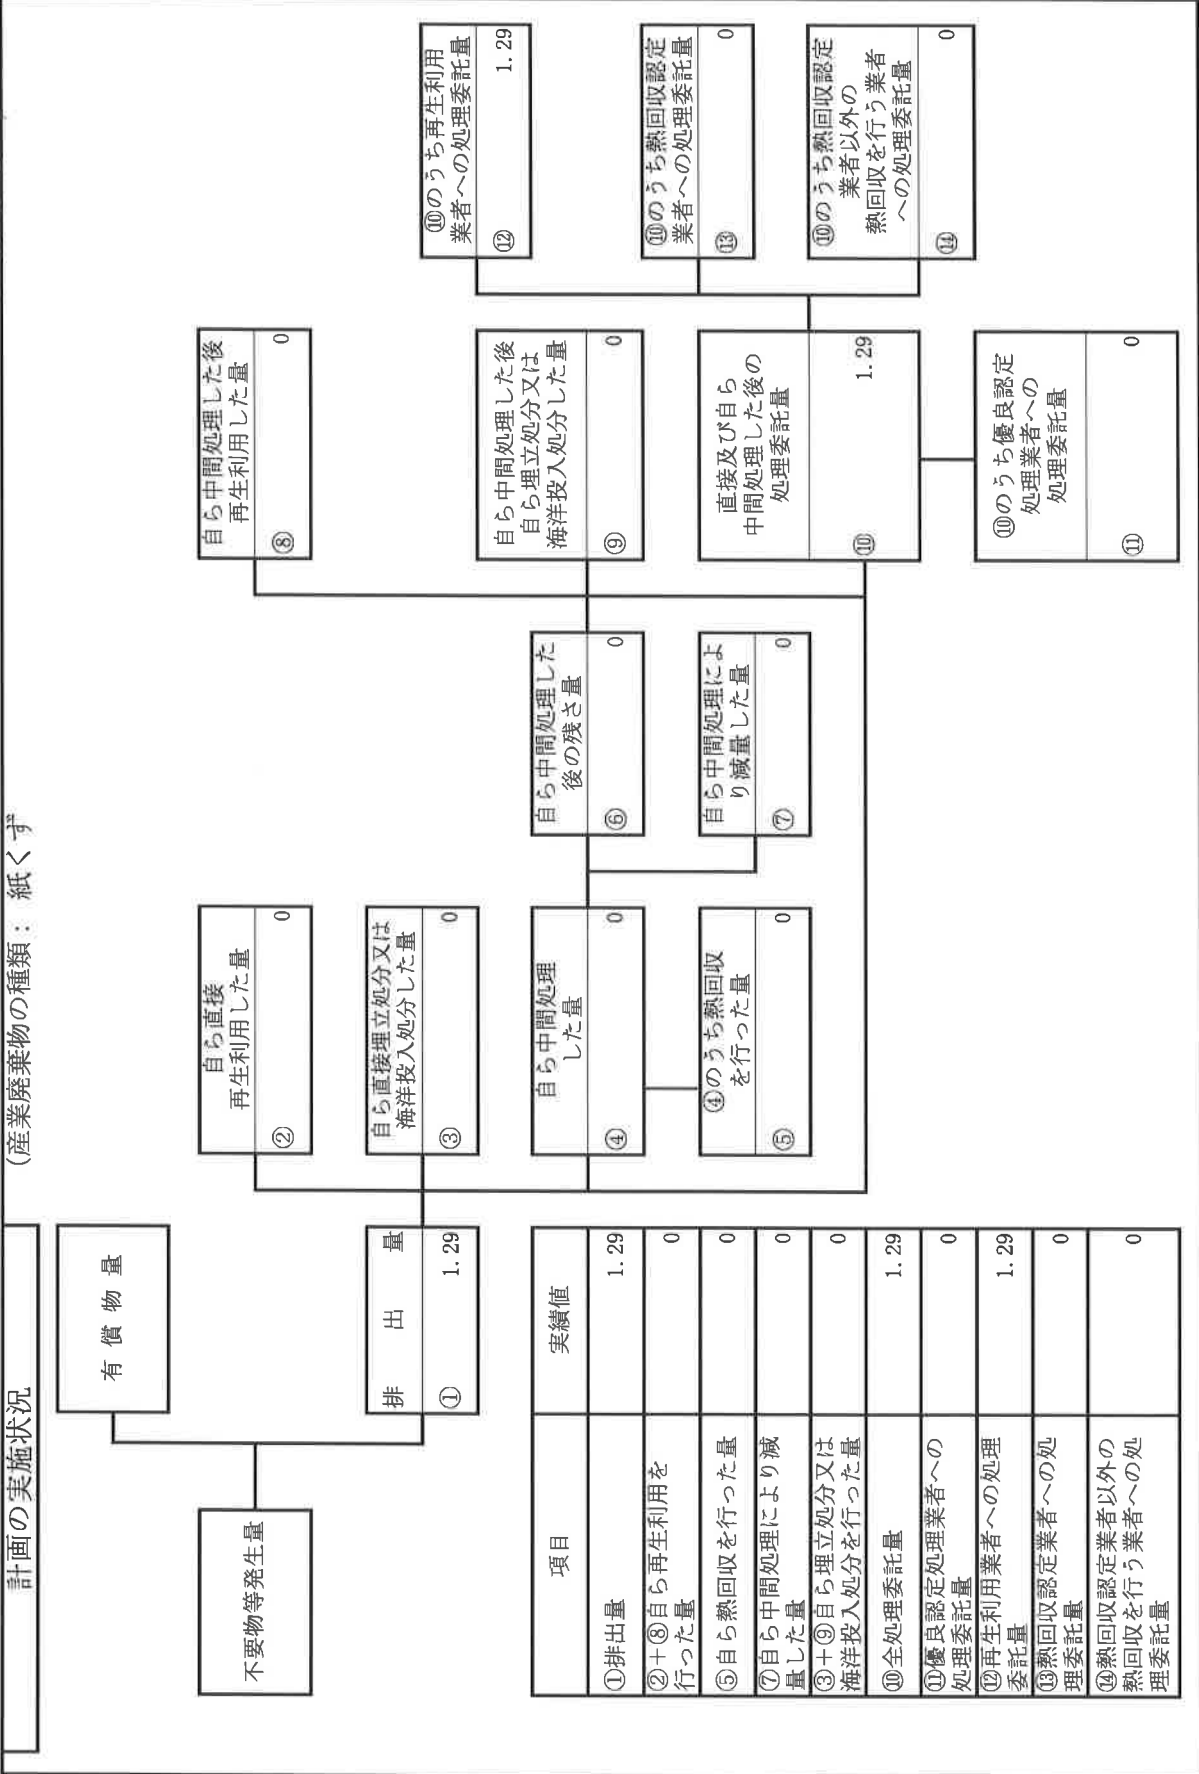 計画の実施状況
(産業廃棄物の種類： 紙くず
不要物等発生量
有償物量
排出量
① 1.29
自ら直接
再生利用した量
② 0
自ら直接埋立処分又は
海洋投入処分した量
③ 0
自ら中間処理
した量
④ 0
④のうち熱回収
を行った量
⑤ 0
自ら中間処理した
後の残さ量
⑥ 0
自ら中間処理によ
り減量した量
⑦ 0
自ら中間処理した後
再生利用した量
⑧ 0
自ら中間処理した後
自ら埋立処分又は
海洋投入処分した量
⑨ 0
直接及び自ら
中間処理した後の
処理委託量
⑩ 1.29
⑩のうち優良認定
処理業者への
処理委託量
⑪ 0
⑩のうち再生利用
業者への処理委託量
⑫ 1.29
⑩のうち熱回収認定
業者への処理委託量
⑬ 0
⑩のうち熱回収認定
業者以外の
熱回収を行う業者
への処理委託量
⑭ 0
項目 実績値
①排出量 1.29
②＋⑧自ら再生利用を
行った量 0
⑤自ら熱回収を行った量 0
⑦自ら中間処理により減
量した量 0
③＋⑨自ら埋立処分又は
海洋投入処分を行った量 0
⑩全処理委託量 1.29
⑪優良認定処理業者への
処理委託量 0
⑫再生利用業者への処理
委託量 1.29
⑬熱回収認定業者への処
理委託量 0
⑭熱回収認定業者以外の
熱回収を行う業者への処
理委託量 0